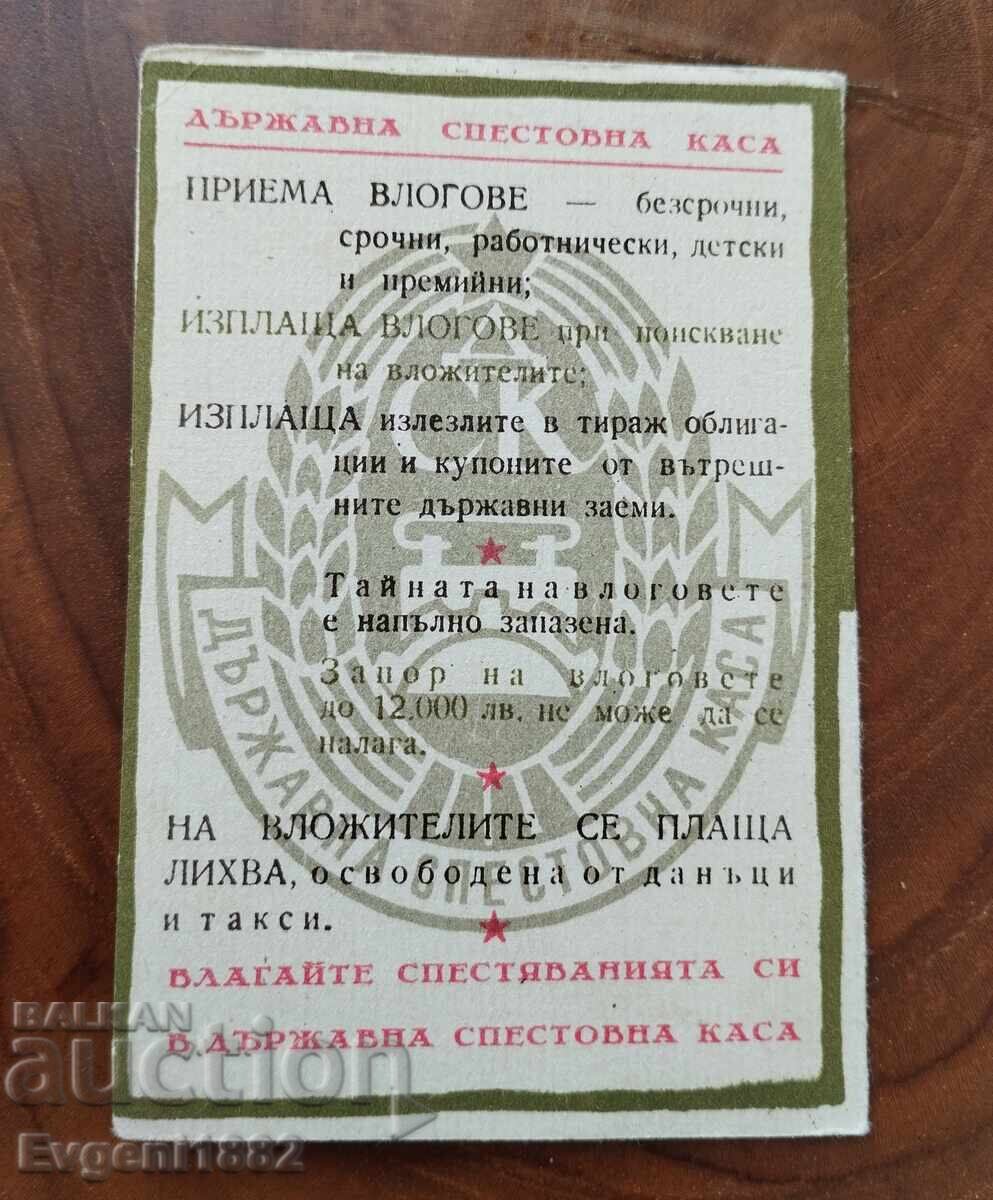 ДЪРЖАВНА СПЕСТОВНА КАСА
ПРИЕМА ВЛОГОВЕ — безсрочни,
срочни, работнически, детски
и премийни;
ИЗПЛАЩА ВЛОГОВЕ при поискване
на вложителите;
ИЗПЛАЩА излезлите в тираж облига-
ции и купоните от вътреш-
ните държавни заеми.
Тайната на влоговете
е напълно запазена.
Запор на влоговете
до 12.000 лв. не може да се
налага.
НА ВЛОЖИТЕЛИТЕ СЕ ПЛАЩА
ЛИХВА, освободена от данъци
и такси.
ВЛАГАЙТЕ СПЕСТЯВАНИЯТА СИ
В ДЪРЖАВНА СПЕСТОВНА КАСА
СК
ДЪРЖАВНА СПЕСТОВНА КАСА
BALKAN
auction
Evgeni1882